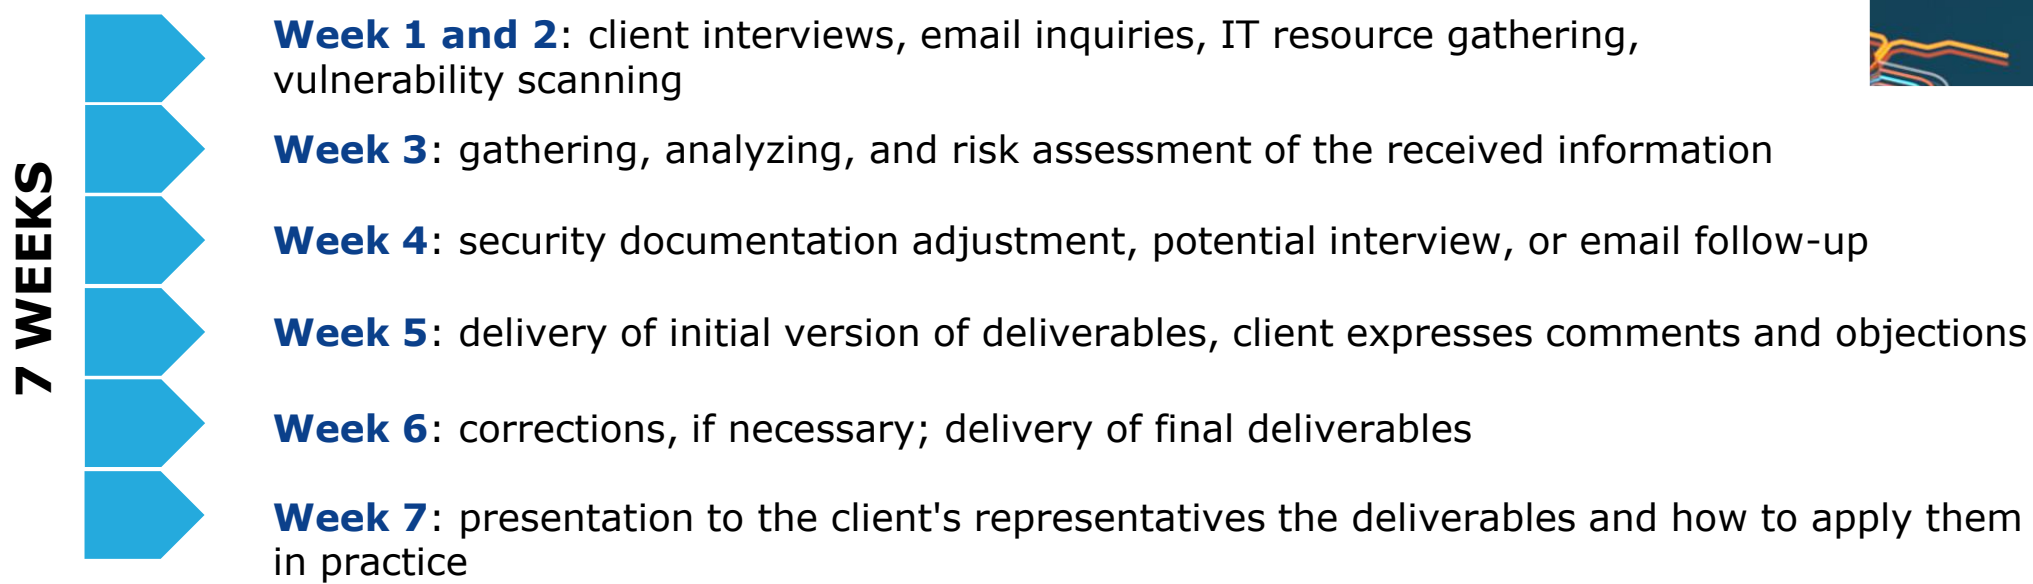 7 WEEKS
Week 1 and 2: client interviews, email inquiries, IT resource gathering,
vulnerability scanning
Week 3: gathering, analyzing, and risk assessment of the received information
Week 4: security documentation adjustment, potential interview, or email follow-up
Week 5: delivery of initial version of deliverables, client expresses comments and objections
Week 6: corrections, if necessary; delivery of final deliverables
Week 7: presentation to the client's representatives the deliverables and how to apply them
in practice